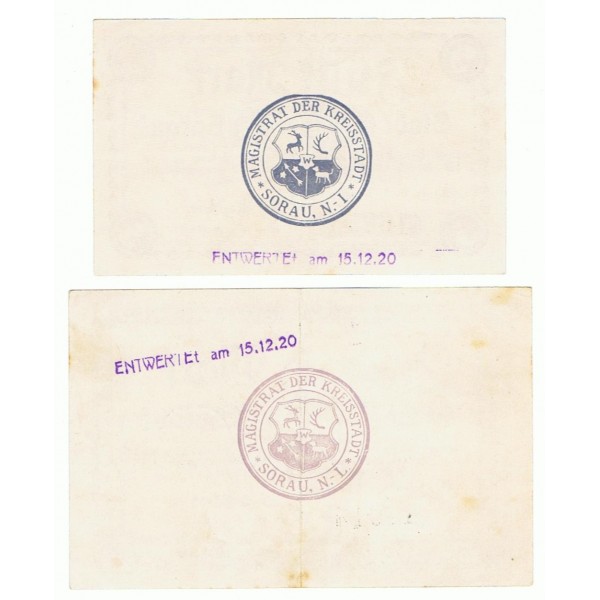 MAGISTRAT DER KREISSTADT
* SORAU, N.-L. *
W
ENTWERTEt am 15.12.20
ENTWERTEt am 15.12.20
MAGISTRAT DER KREISSTADT
* SORAU, N.-L. *
W